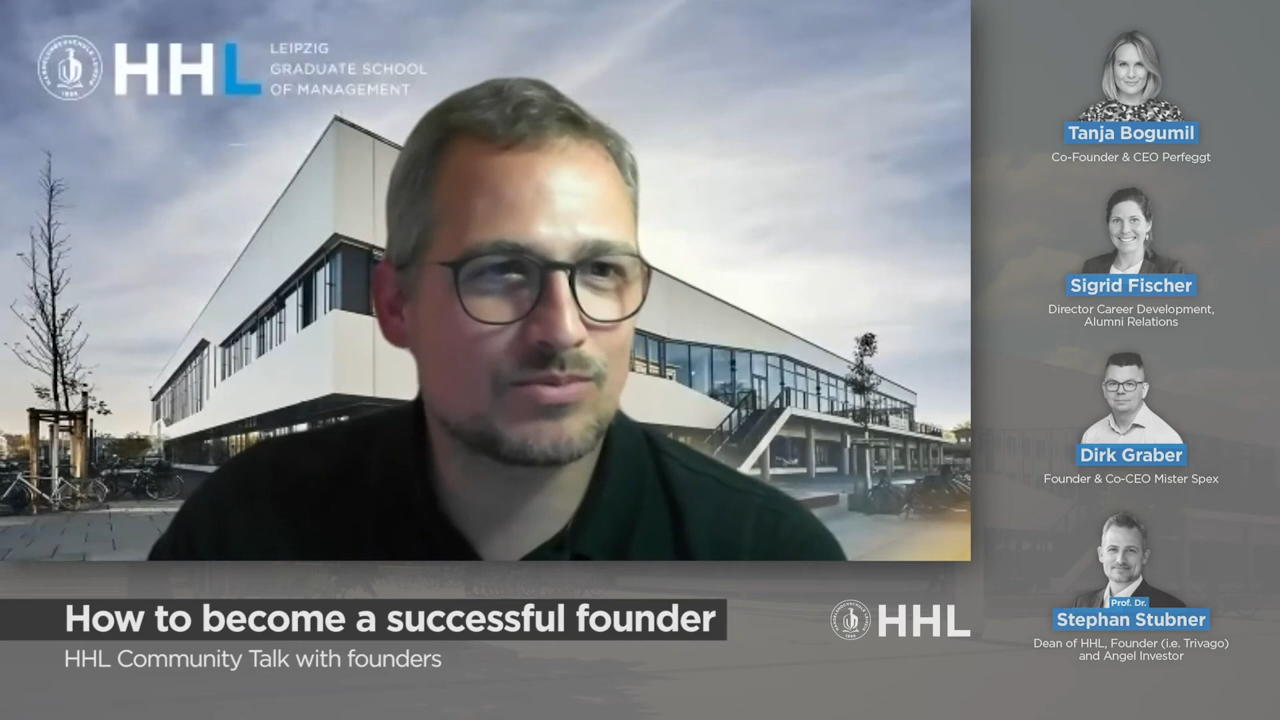 HHL
LEIPZIG
GRADUATE SCHOOL
OF MANAGEMENT
How to become a successful founder
HHL Community Talk with founders
HHL
Tanja Bogumil
Co-Founder & CEO Perfeggt
Sigrid Fischer
Director Career Development,
Alumni Relations
Dirk Graber
Founder & Co-CEO Mister Spex
Prof. Dr.
Stephan Stubner
Dean of HHL, Founder (i.e. Trivago)
and Angel Investor